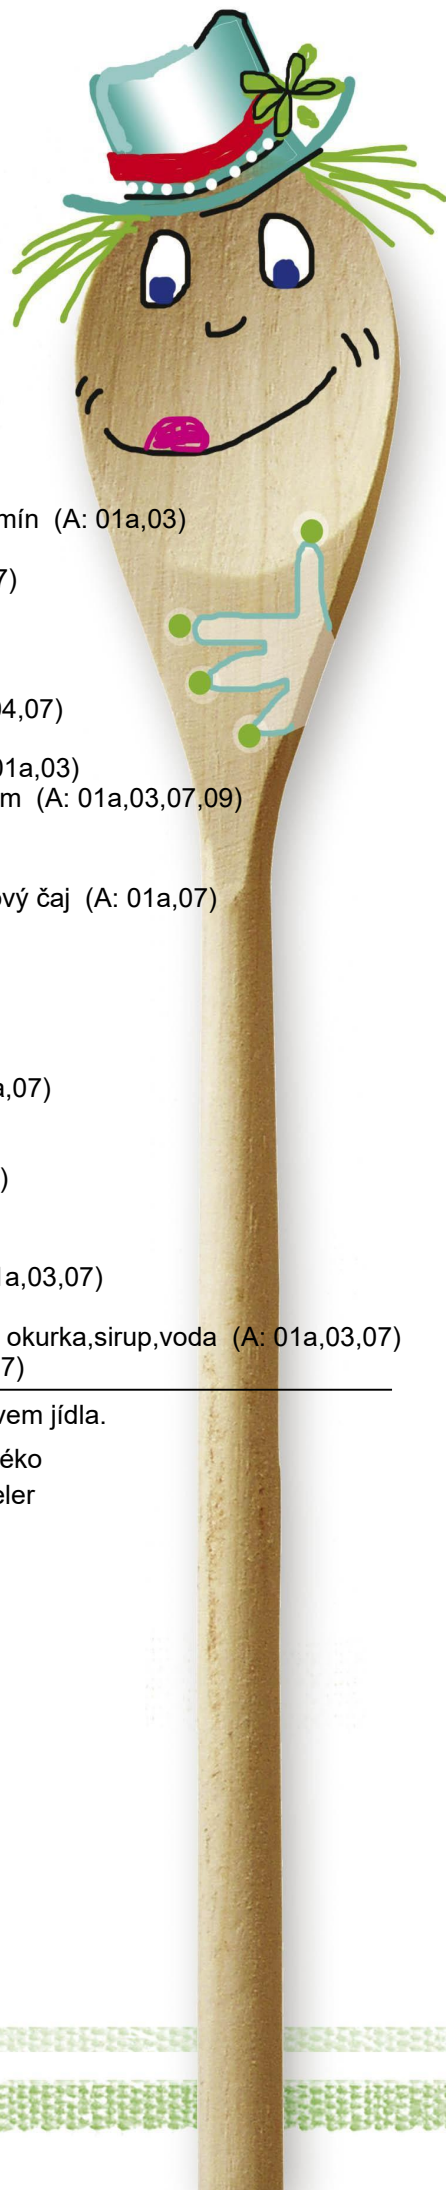 mín (A: 01a,03)
7)
04,07)
01a,03)
m (A: 01a,03,07,09)
ový čaj (A: 01a,07)
a,07)
)
1a,03,07)
okurka,sirup,voda (A: 01a,03,07)
7)
vem jídla.
éko
eler